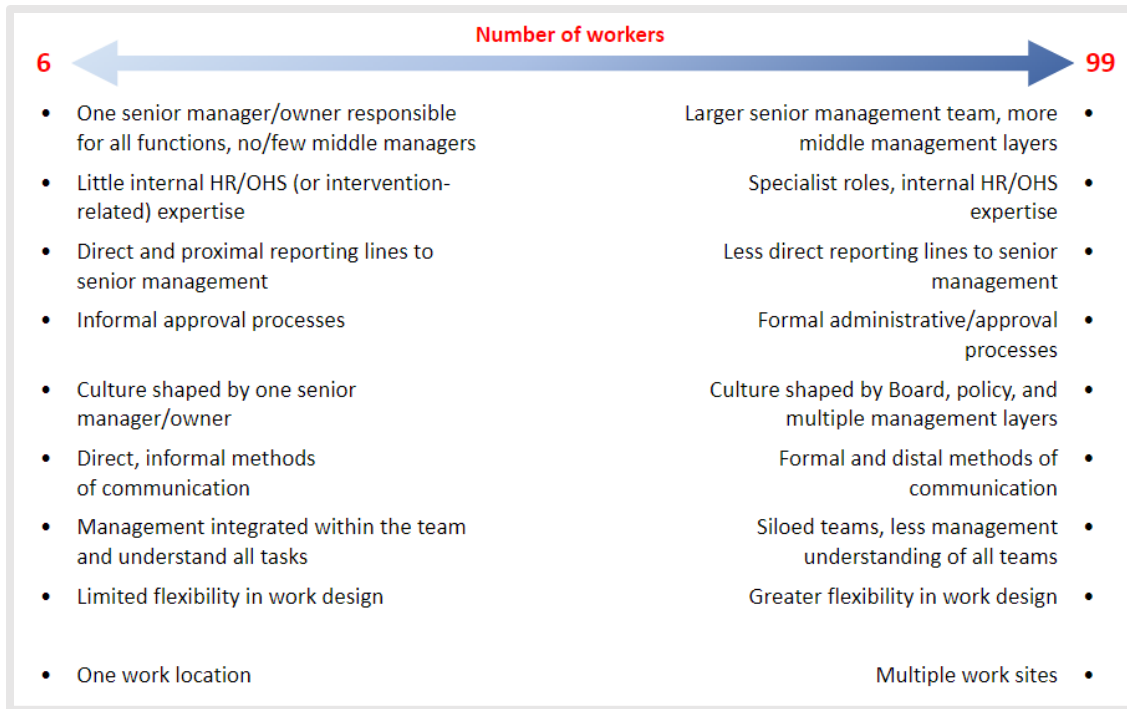 Number of workers
6
99
• One senior manager/owner responsible
for all functions, no/few middle managers
Larger senior management team, more •
middle management layers
• Little internal HR/OHS (or intervention-
related) expertise
Specialist roles, internal HR/OHS •
expertise
• Direct and proximal reporting lines to
senior management
Less direct reporting lines to senior •
management
• Informal approval processes
Formal administrative/approval •
processes
• Culture shaped by one senior
manager/owner
Culture shaped by Board, policy, and •
multiple management layers
• Direct, informal methods
of communication
Formal and distal methods of •
communication
• Management integrated within the team
and understand all tasks
Siloed teams, less management •
understanding of all teams
• Limited flexibility in work design
Greater flexibility in work design •
• One work location
Multiple work sites •